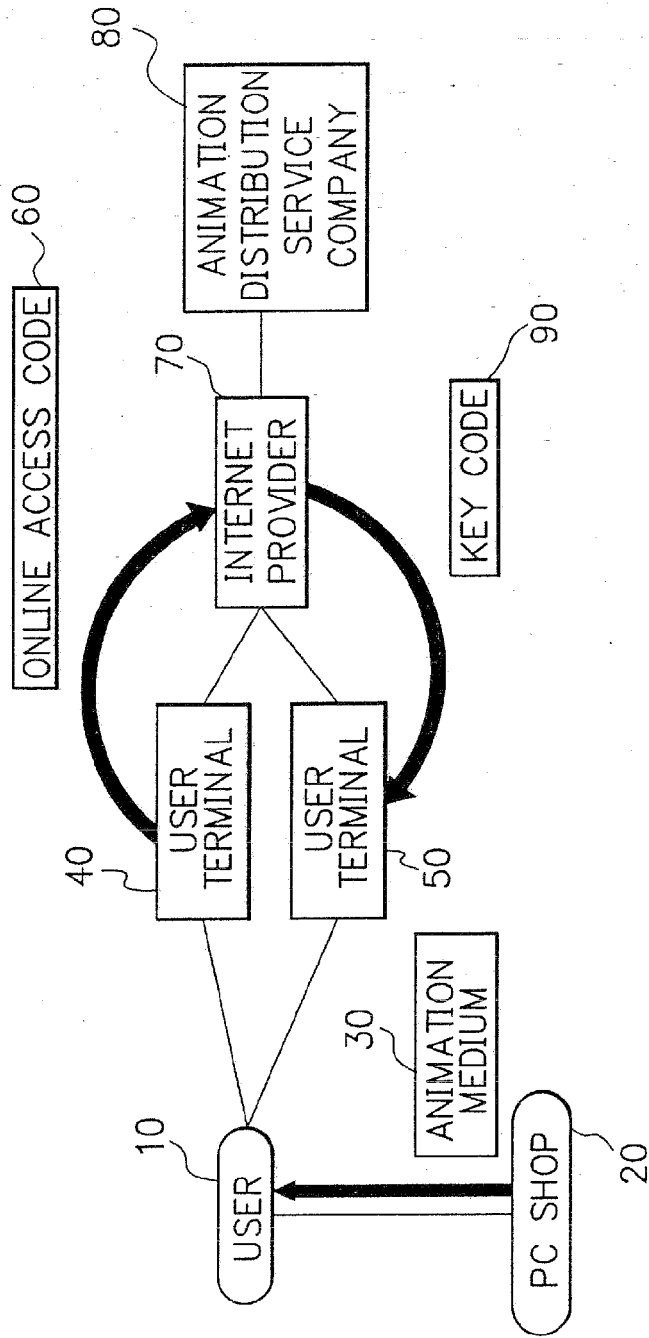 ONLINE ACCESS CODE
60
80
ANIMATION
DISTRIBUTION
SERVICE
COMPANY
70
INTERNET
PROVIDER
40
USER
TERMINAL
USER
TERMINAL
50
KEY CODE
90
10
USER
30
ANIMATION
MEDIUM
PC SHOP
20